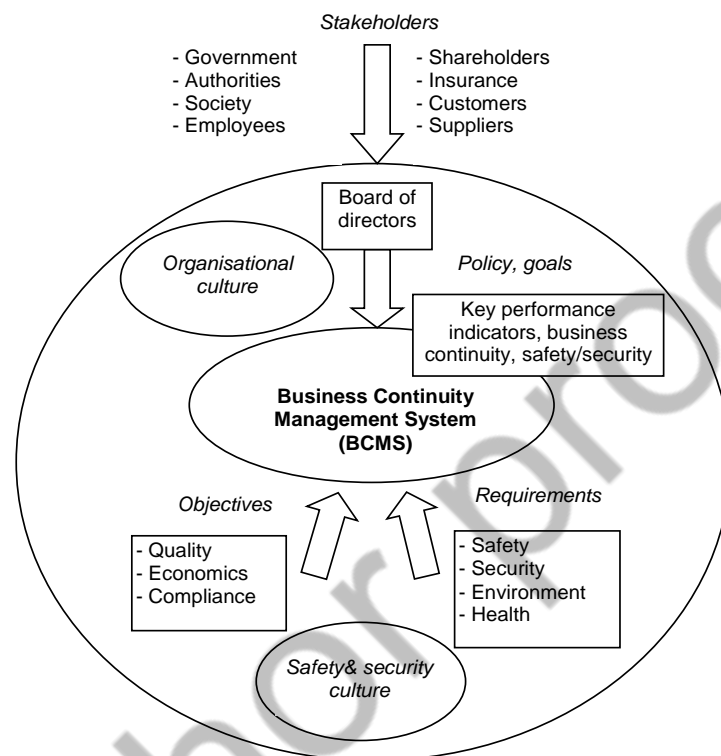 Stakeholders
- Government
- Authorities
- Society
- Employees
- Shareholders
- Insurance
- Customers
- Suppliers
Board of
directors
Organisational
culture
Policy, goals
Key performance
indicators, business
continuity, safety/security
Business Continuity
Management System
(BCMS)
Objectives
Requirements
- Quality
- Economics
- Compliance
- Safety
- Security
- Environment
- Health
Safety& security
culture
hor proo